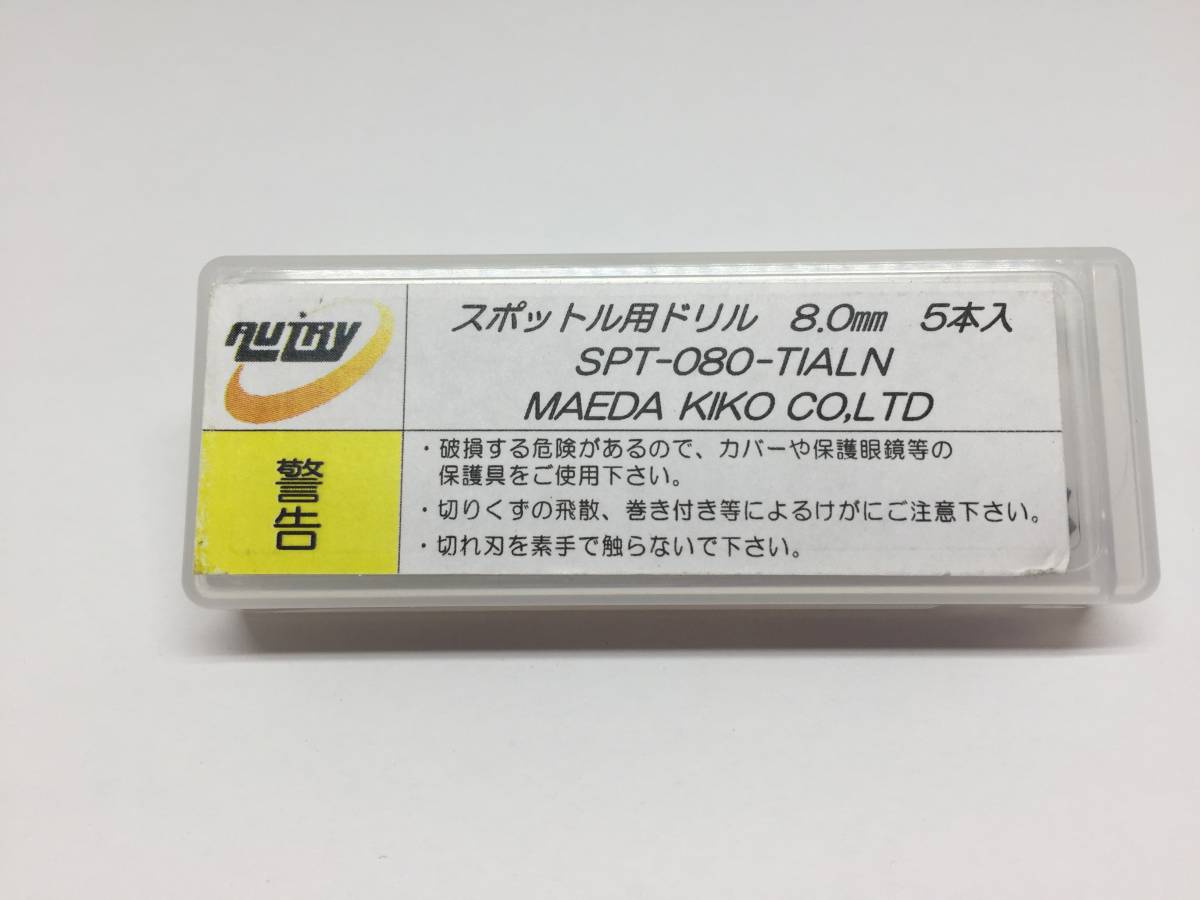 AUTRY
スポットル用ドリル 8.0mm 5本入
SPT-080-TIALN
MAEDA KIKO CO,LTD
警告
・破損する危険があるので、カバーや保護眼鏡等の
保護具をご使用下さい。
・切りくずの飛散、巻き付き等によるけがにご注意下さい。
・切れ刃を素手で触らないで下さい。